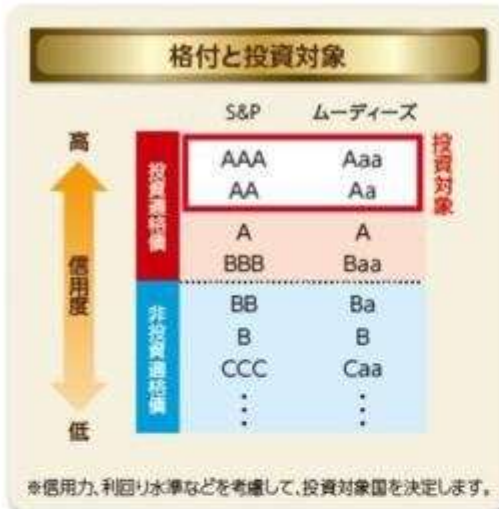 格付と投資対象
S&P ムーディーズ
高
信用度
低
投資適格債
非投資適格債
AAA Aaa
AA Aa
投資対象
A A
BBB Baa
BB Ba
B B
CCC Caa
⋮ ⋮
※信用力、利回り水準などを考慮して、投資対象国を決定します。